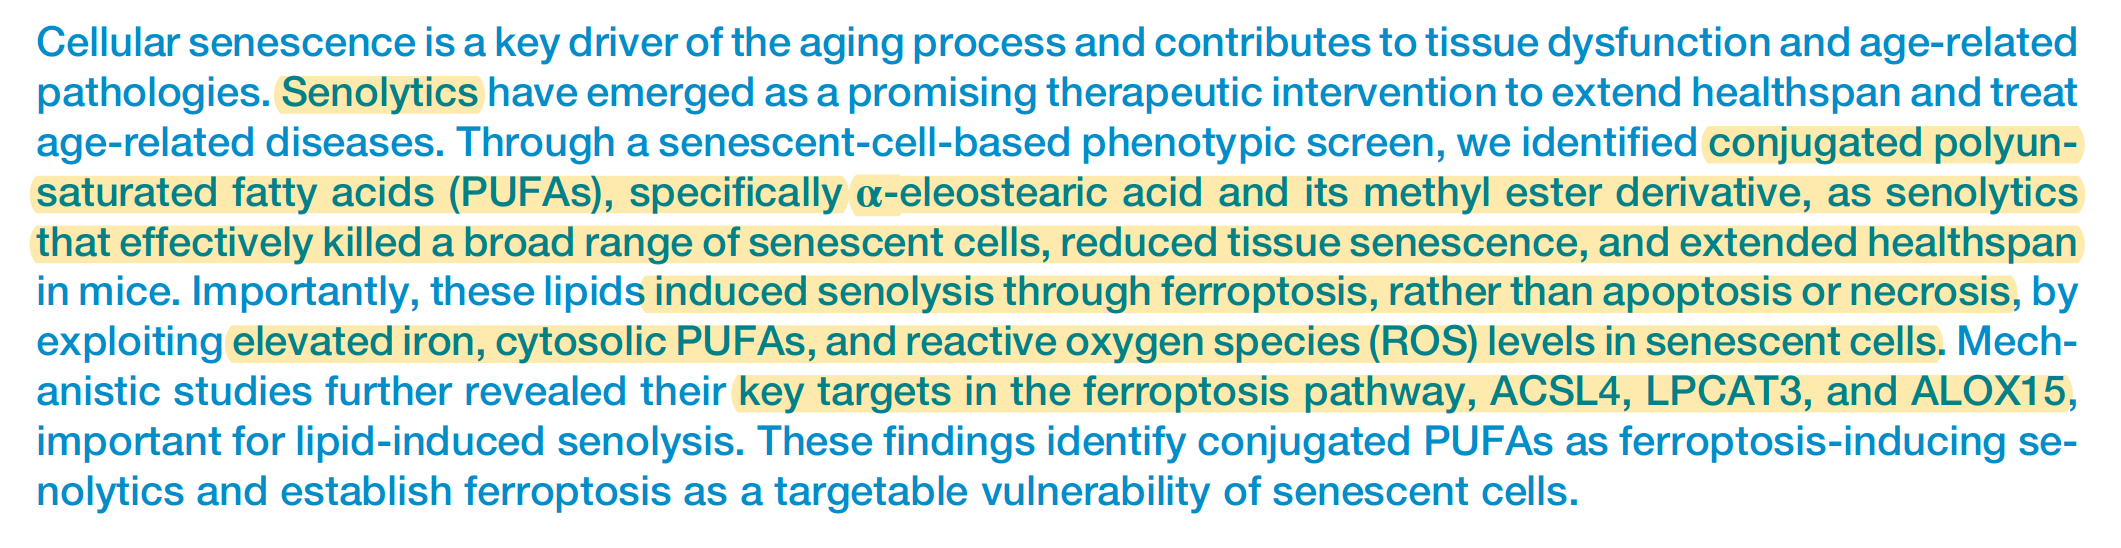 Cellular senescence is a key driver of the aging process and contributes to tissue dysfunction and age-related
pathologies. Senolytics have emerged as a promising therapeutic intervention to extend healthspan and treat
age-related diseases. Through a senescent-cell-based phenotypic screen, we identified conjugated polyun-
saturated fatty acids (PUFAs), specifically α-eleostearic acid and its methyl ester derivative, as senolytics
that effectively killed a broad range of senescent cells, reduced tissue senescence, and extended healthspan
in mice. Importantly, these lipids induced senolysis through ferroptosis, rather than apoptosis or necrosis, by
exploiting elevated iron, cytosolic PUFAs, and reactive oxygen species (ROS) levels in senescent cells. Mech-
anistic studies further revealed their key targets in the ferroptosis pathway, ACSL4, LPCAT3, and ALOX15,
important for lipid-induced senolysis. These findings identify conjugated PUFAs as ferroptosis-inducing se-
nolytics and establish ferroptosis as a targetable vulnerability of senescent cells.